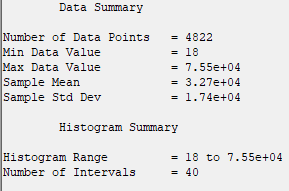 Data Summary
Number of Data Points = 4822
Min Data Value = 18
Max Data Value = 7.55e+04
Sample Mean = 3.27e+04
Sample Std Dev = 1.74e+04
Histogram Summary
Histogram Range = 18 to 7.55e+04
Number of Intervals = 40